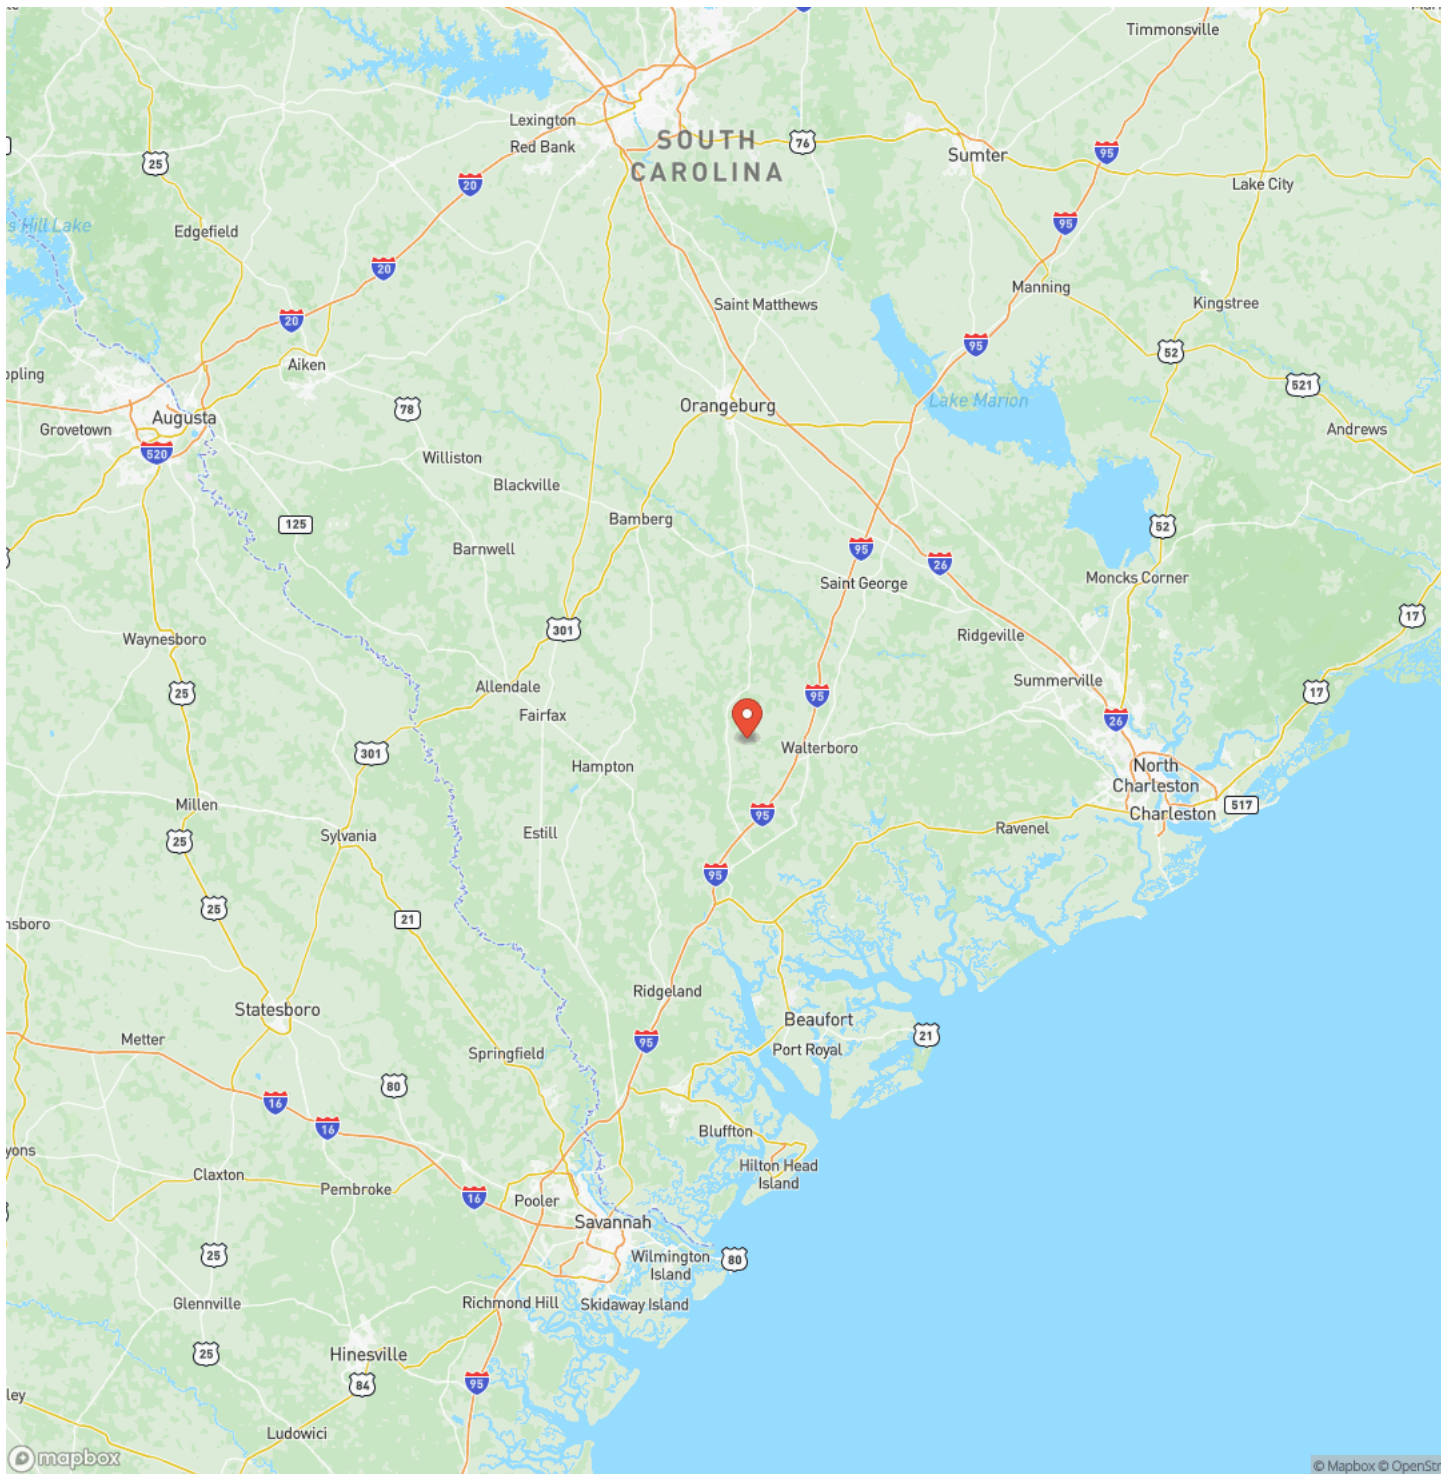 Timmonsville
Lexington
Red Bank
SOUTH
CAROLINA
76
Sumter
95
25
20
Lake City
s Hill Lake
Edgefield
95
20
Manning
Saint Matthews
Kingstree
20
95
52
Aiken
pling
521
Lake Marion
Orangeburg
78
Augusta
Grovetown
Andrews
520
Williston
Blackville
125
Bamberg
52
Barnwell
95
26
Moncks Corner
Saint George
17
301
Waynesboro
Ridgeville
Summerville
Allendale
25
95
17
Fairfax
26
301
Walterboro
Hampton
North
Charleston
Millen
517
Charleston
95
Estill
Ravenel
Sylvania
25
95
25
21
nsboro
Ridgeland
Statesboro
Beaufort
21
Metter
95
Port Royal
Springfield
80
16
16
Bluffton
yons
Hilton Head
Island
Claxton
Pembroke
16
Pooler
Savannah
25
Wilmington
Island
80
Glennville
Richmond Hill
Skidaway Island
25
Hinesville
84
95
ley
Ludowici
mapbox
© Mapbox © OpenStr